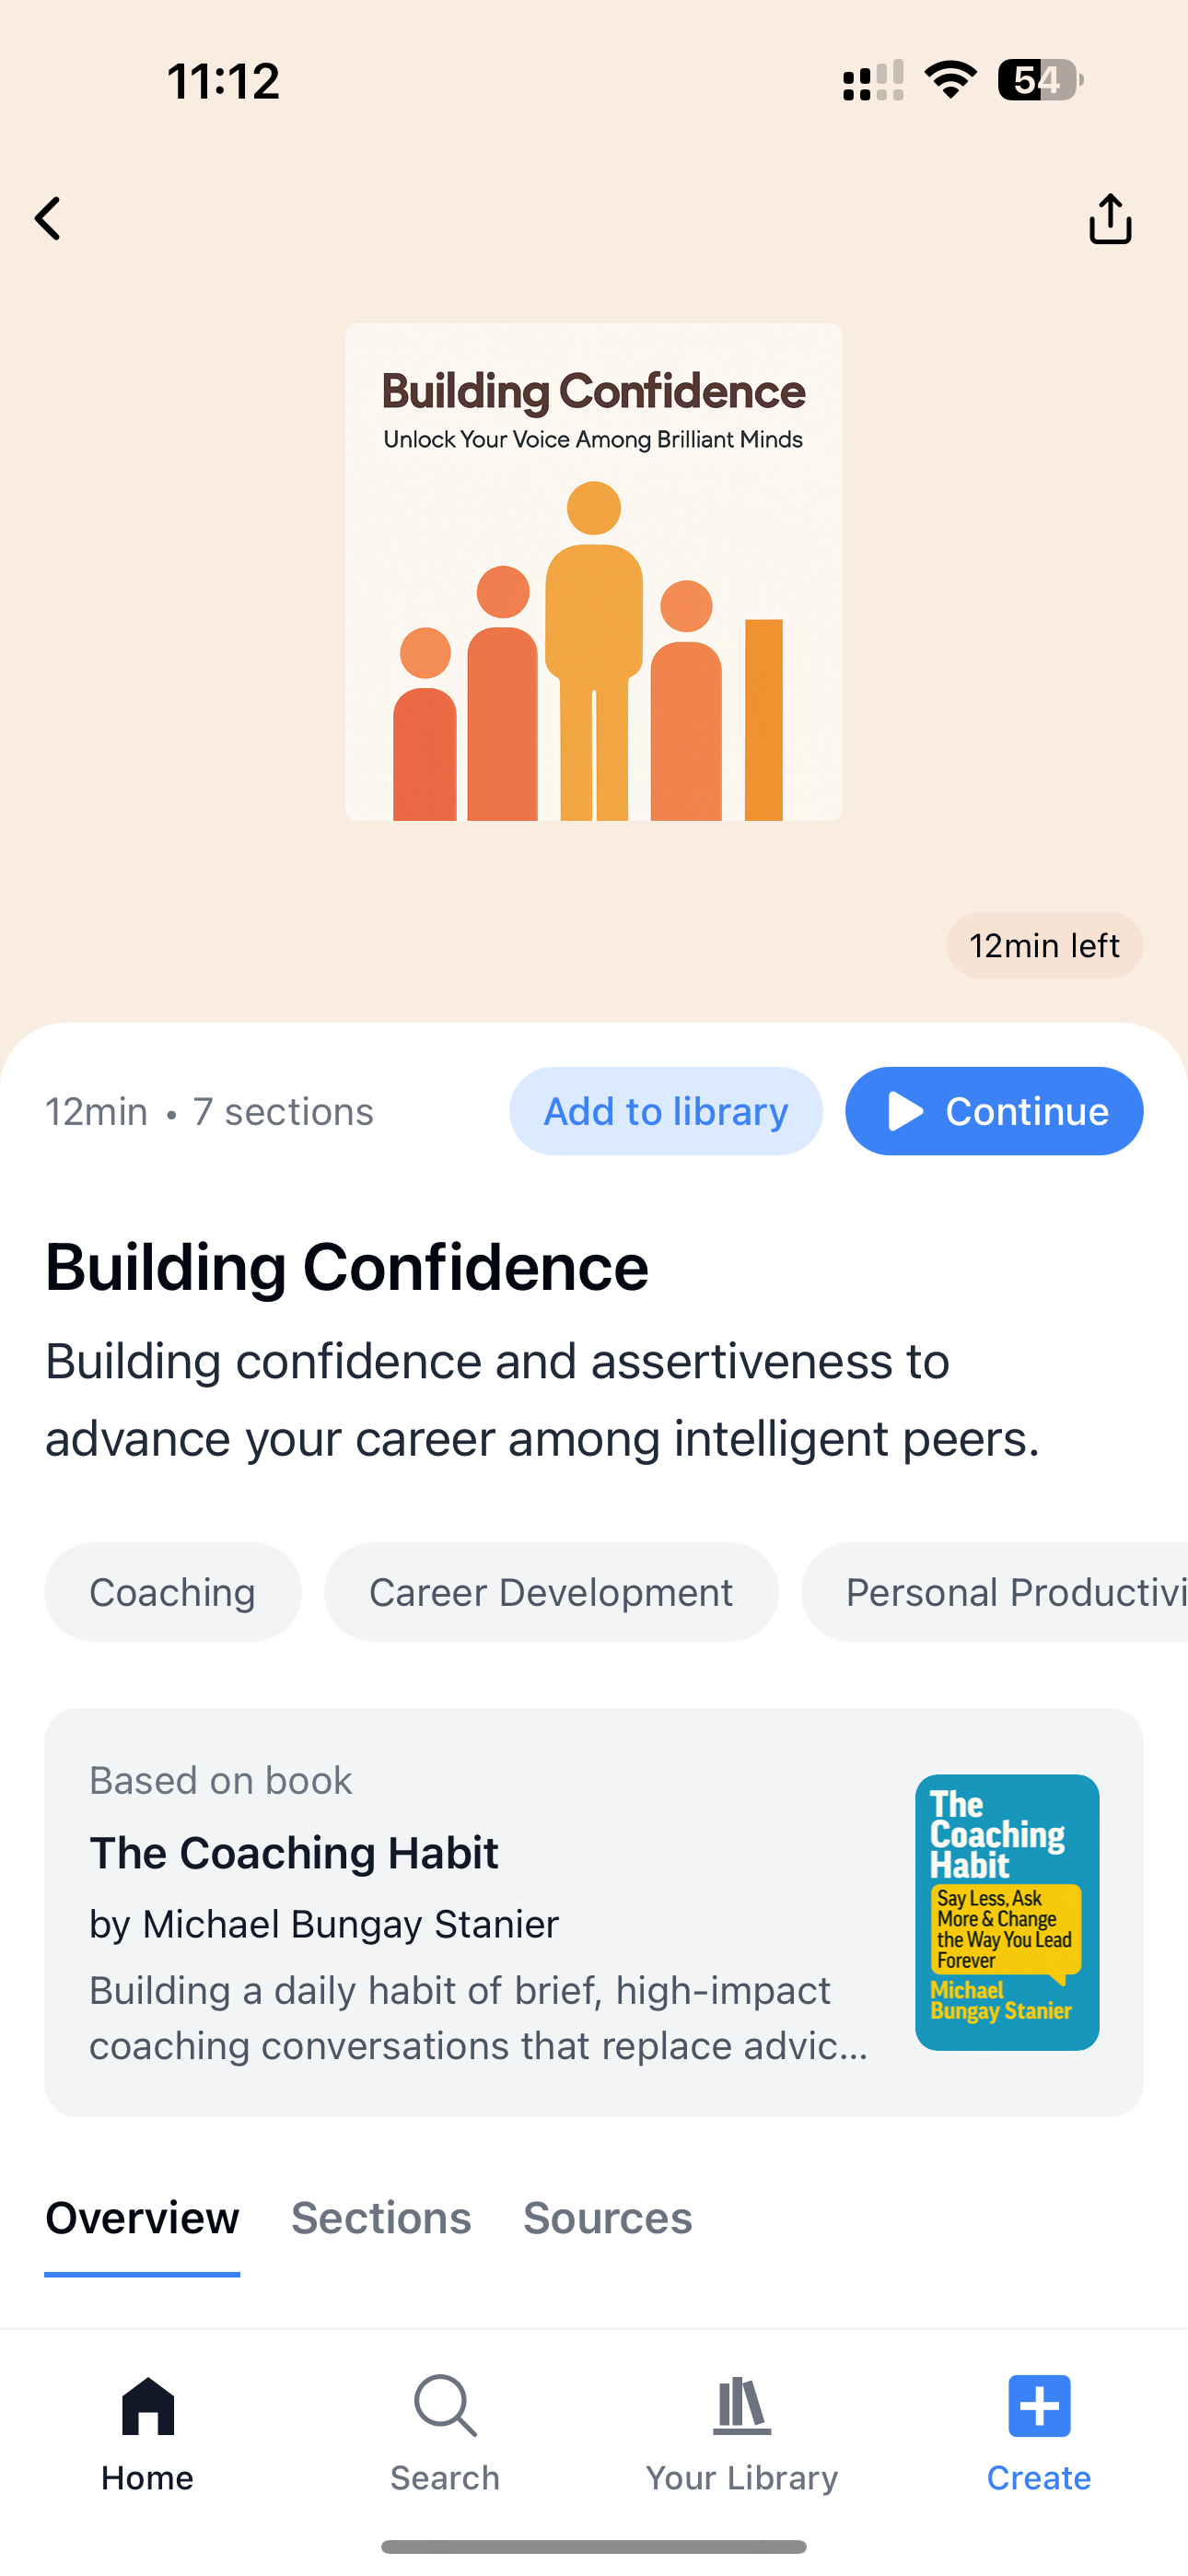 11:12
54
Building Confidence
Unlock Your Voice Among Brilliant Minds
12min left
12min • 7 sections
Add to library
Continue
Building Confidence
Building confidence and assertiveness to
advance your career among intelligent peers.
Coaching
Career Development
Personal Productivi
Based on book
The Coaching Habit
by Michael Bungay Stanier
Building a daily habit of brief, high-impact
coaching conversations that replace advic...
The
Coaching
Habit
Say Less, Ask
More & Change
the Way You Lead
Forever
Michael
Bungay Stanier
Overview
Sections
Sources
Home
Search
Your Library
Create